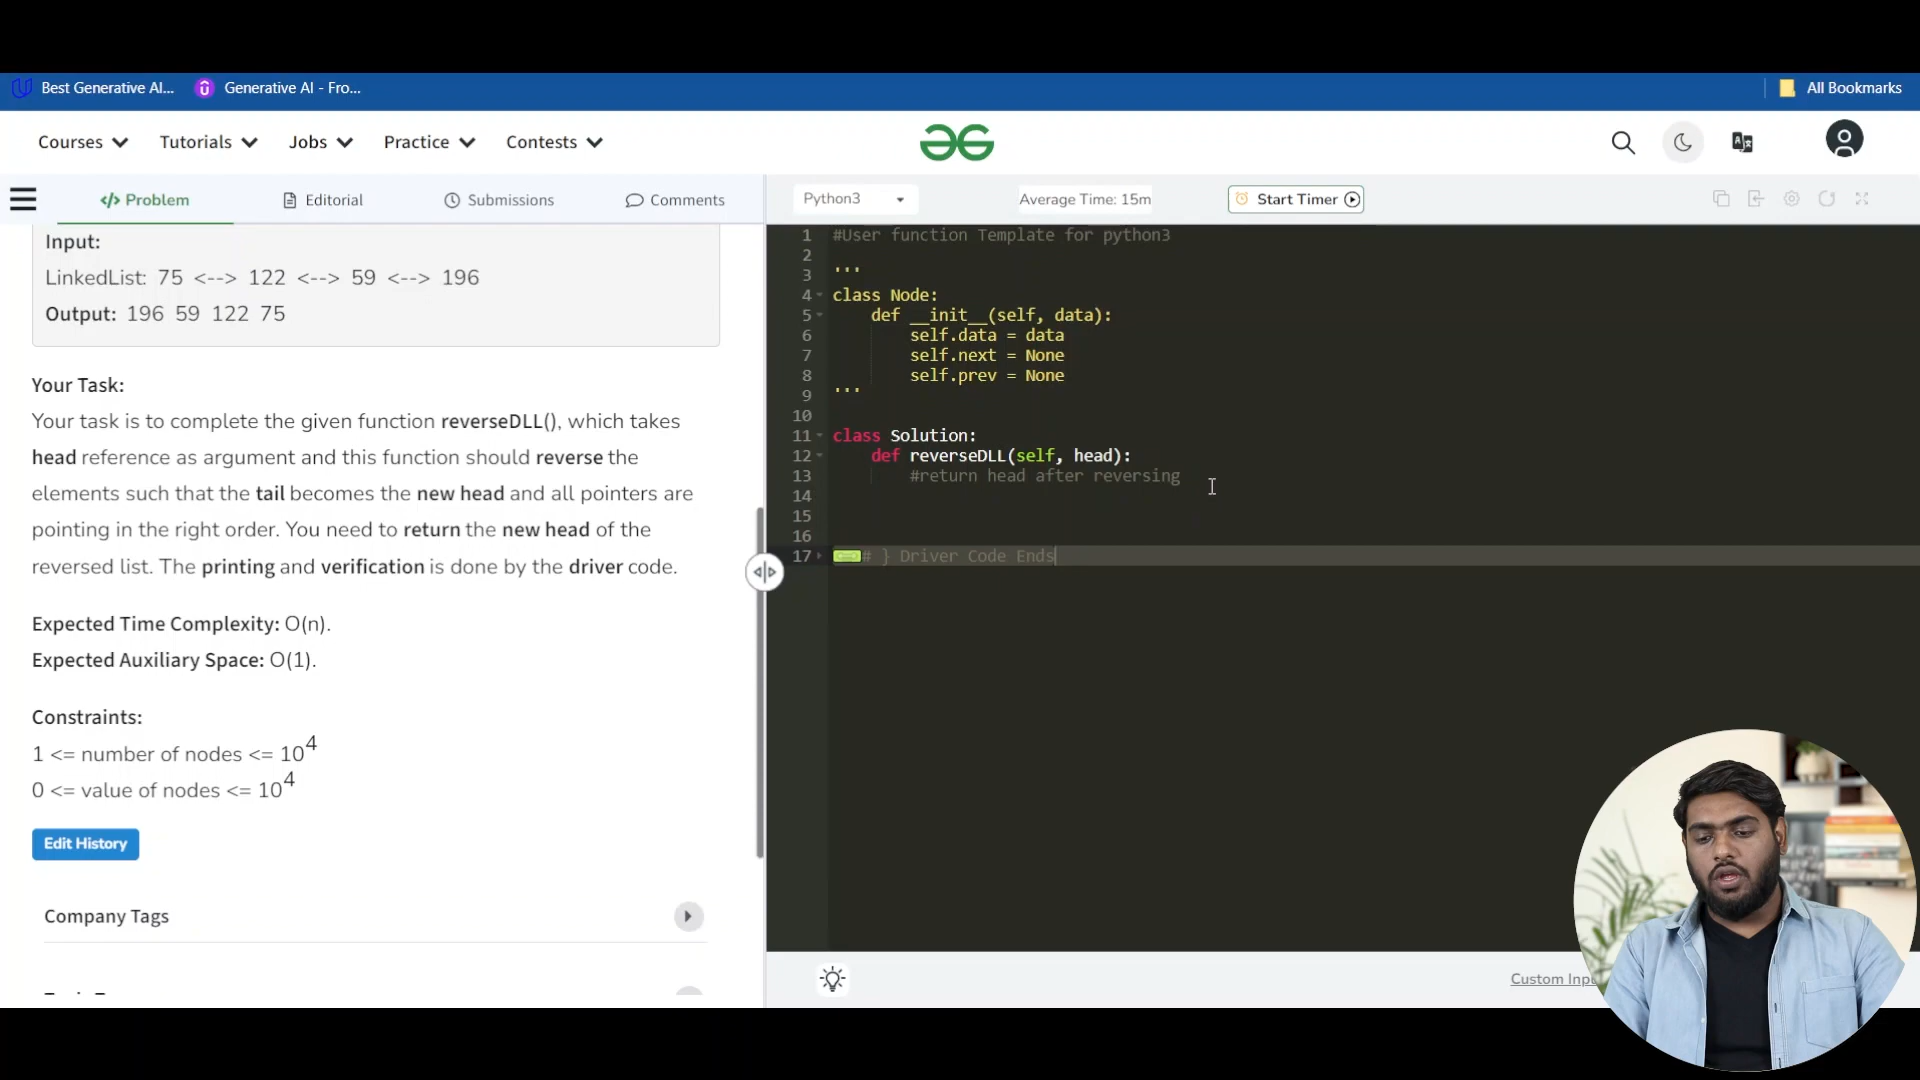 Best Generative AI...
Generative AI - Fro...
All Bookmarks
Courses
Tutorials
Jobs
Practice
Contests
</> Problem
Editorial
Submissions
Comments
Input:
LinkedList: 75 <--> 122 <--> 59 <--> 196
Output: 196 59 122 75
Your Task:
Your task is to complete the given function reverseDLL(), which takes
head reference as argument and this function should reverse the
elements such that the tail becomes the new head and all pointers are
pointing in the right order. You need to return the new head of the
reversed list. The printing and verification is done by the driver code.
Expected Time Complexity: O(n).
Expected Auxiliary Space: O(1).
Constraints:
1 <= number of nodes <= 10^4
0 <= value of nodes <= 10^4
Edit History
Company Tags
Python3
Average Time: 15m
Start Timer
1 #User function Template for python3
2
3 '''
4 class Node:
5 def __init__(self, data):
6 self.data = data
7 self.next = None
8 self.prev = None
9 '''
10
11 class Solution:
12 def reverseDLL(self, head):
13 #return head after reversing
14
15
16
17 # } Driver Code Ends
Custom Inpu